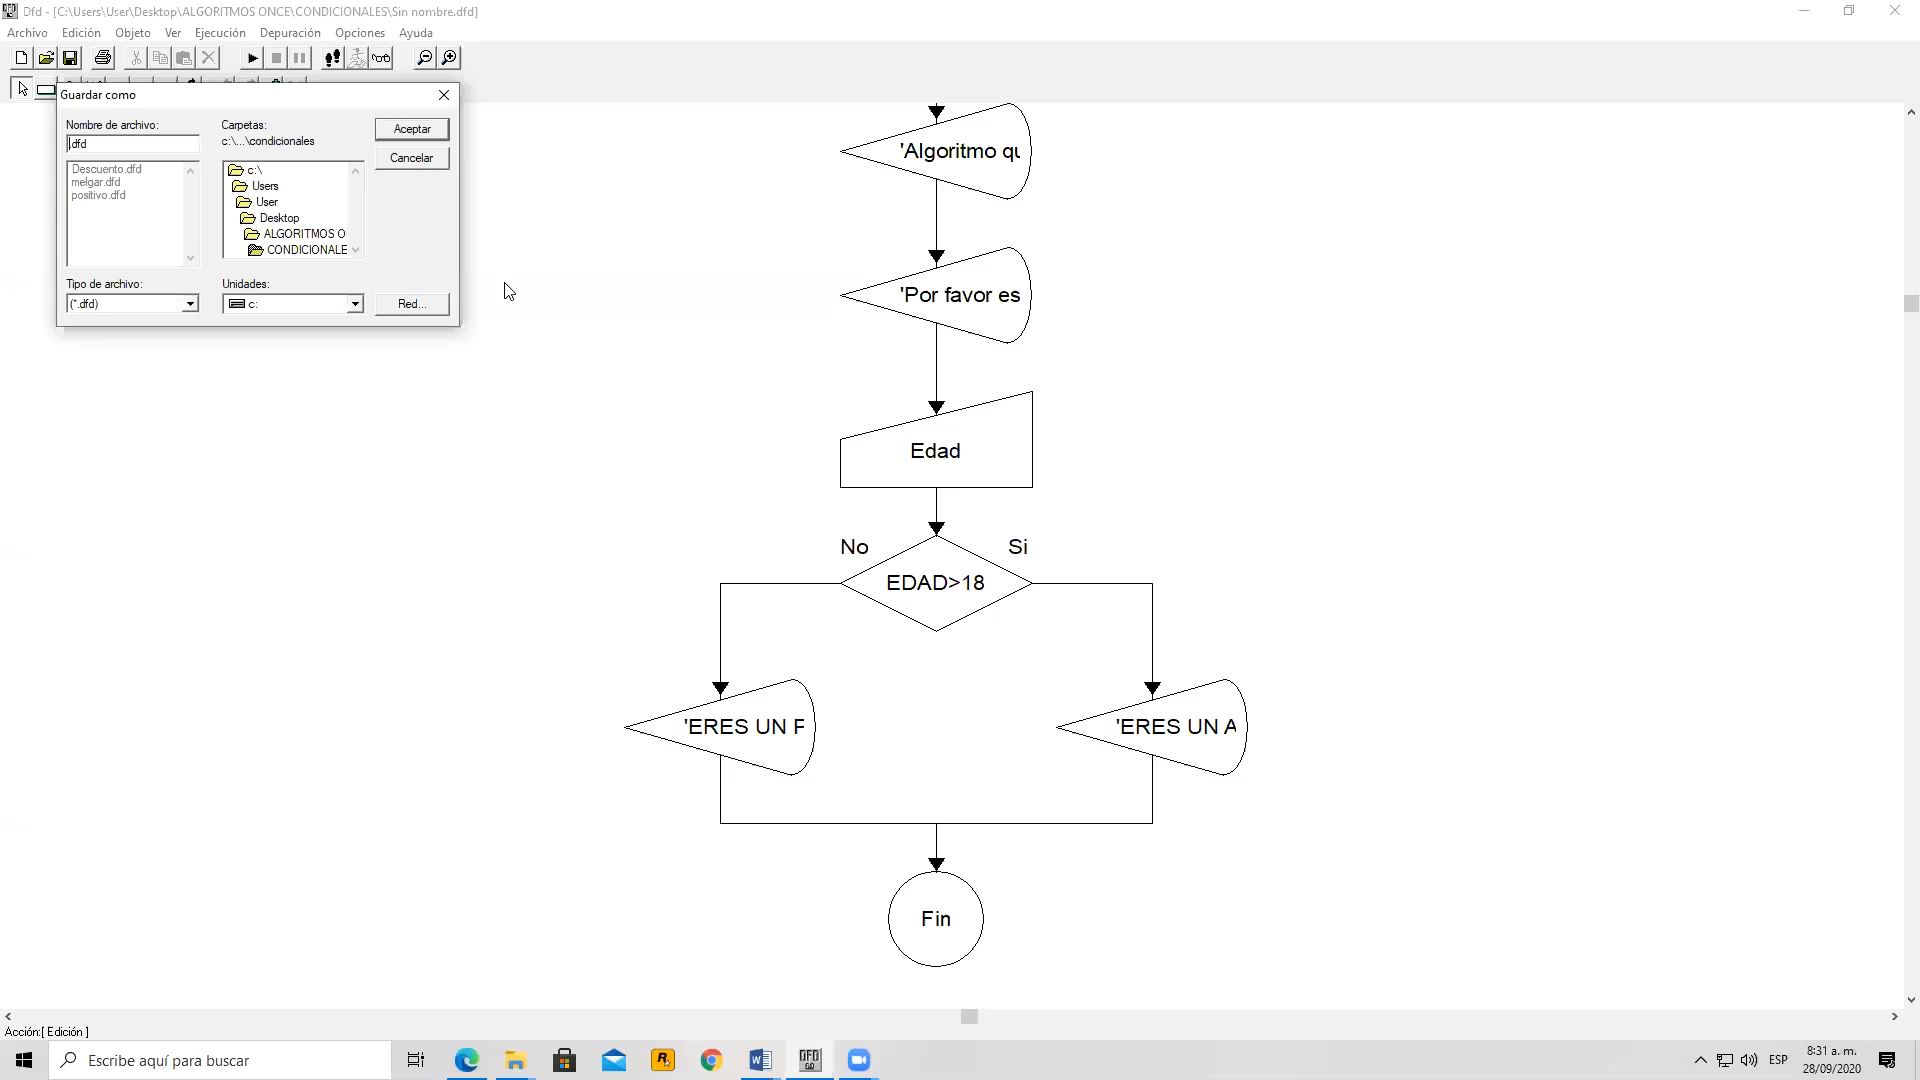 Dfd - [C:\Users\User\Desktop\ALGORITMOS ONCE\CONDICIONALES\Sin nombre.dfd]
Archivo Edición Objeto Ver Ejecución Depuración Opciones Ayuda
Guardar como
Nombre de archivo:
.dfd
Descuento.dfd
melgar.dfd
positivo.dfd
Tipo de archivo:
(*.dfd)
Carpetas:
c:\...\condicionales
c:\
Users
User
Desktop
ALGORITMOS O
CONDICIONALE
Unidades:
c:
Aceptar
Cancelar
Red...
'Algoritmo qu
'Por favor es
Edad
No
Si
EDAD>18
'ERES UN F
'ERES UN A
Fin
Acción:[ Edición ]
Escribe aquí para buscar
ESP
8:31 a. m.
28/09/2020